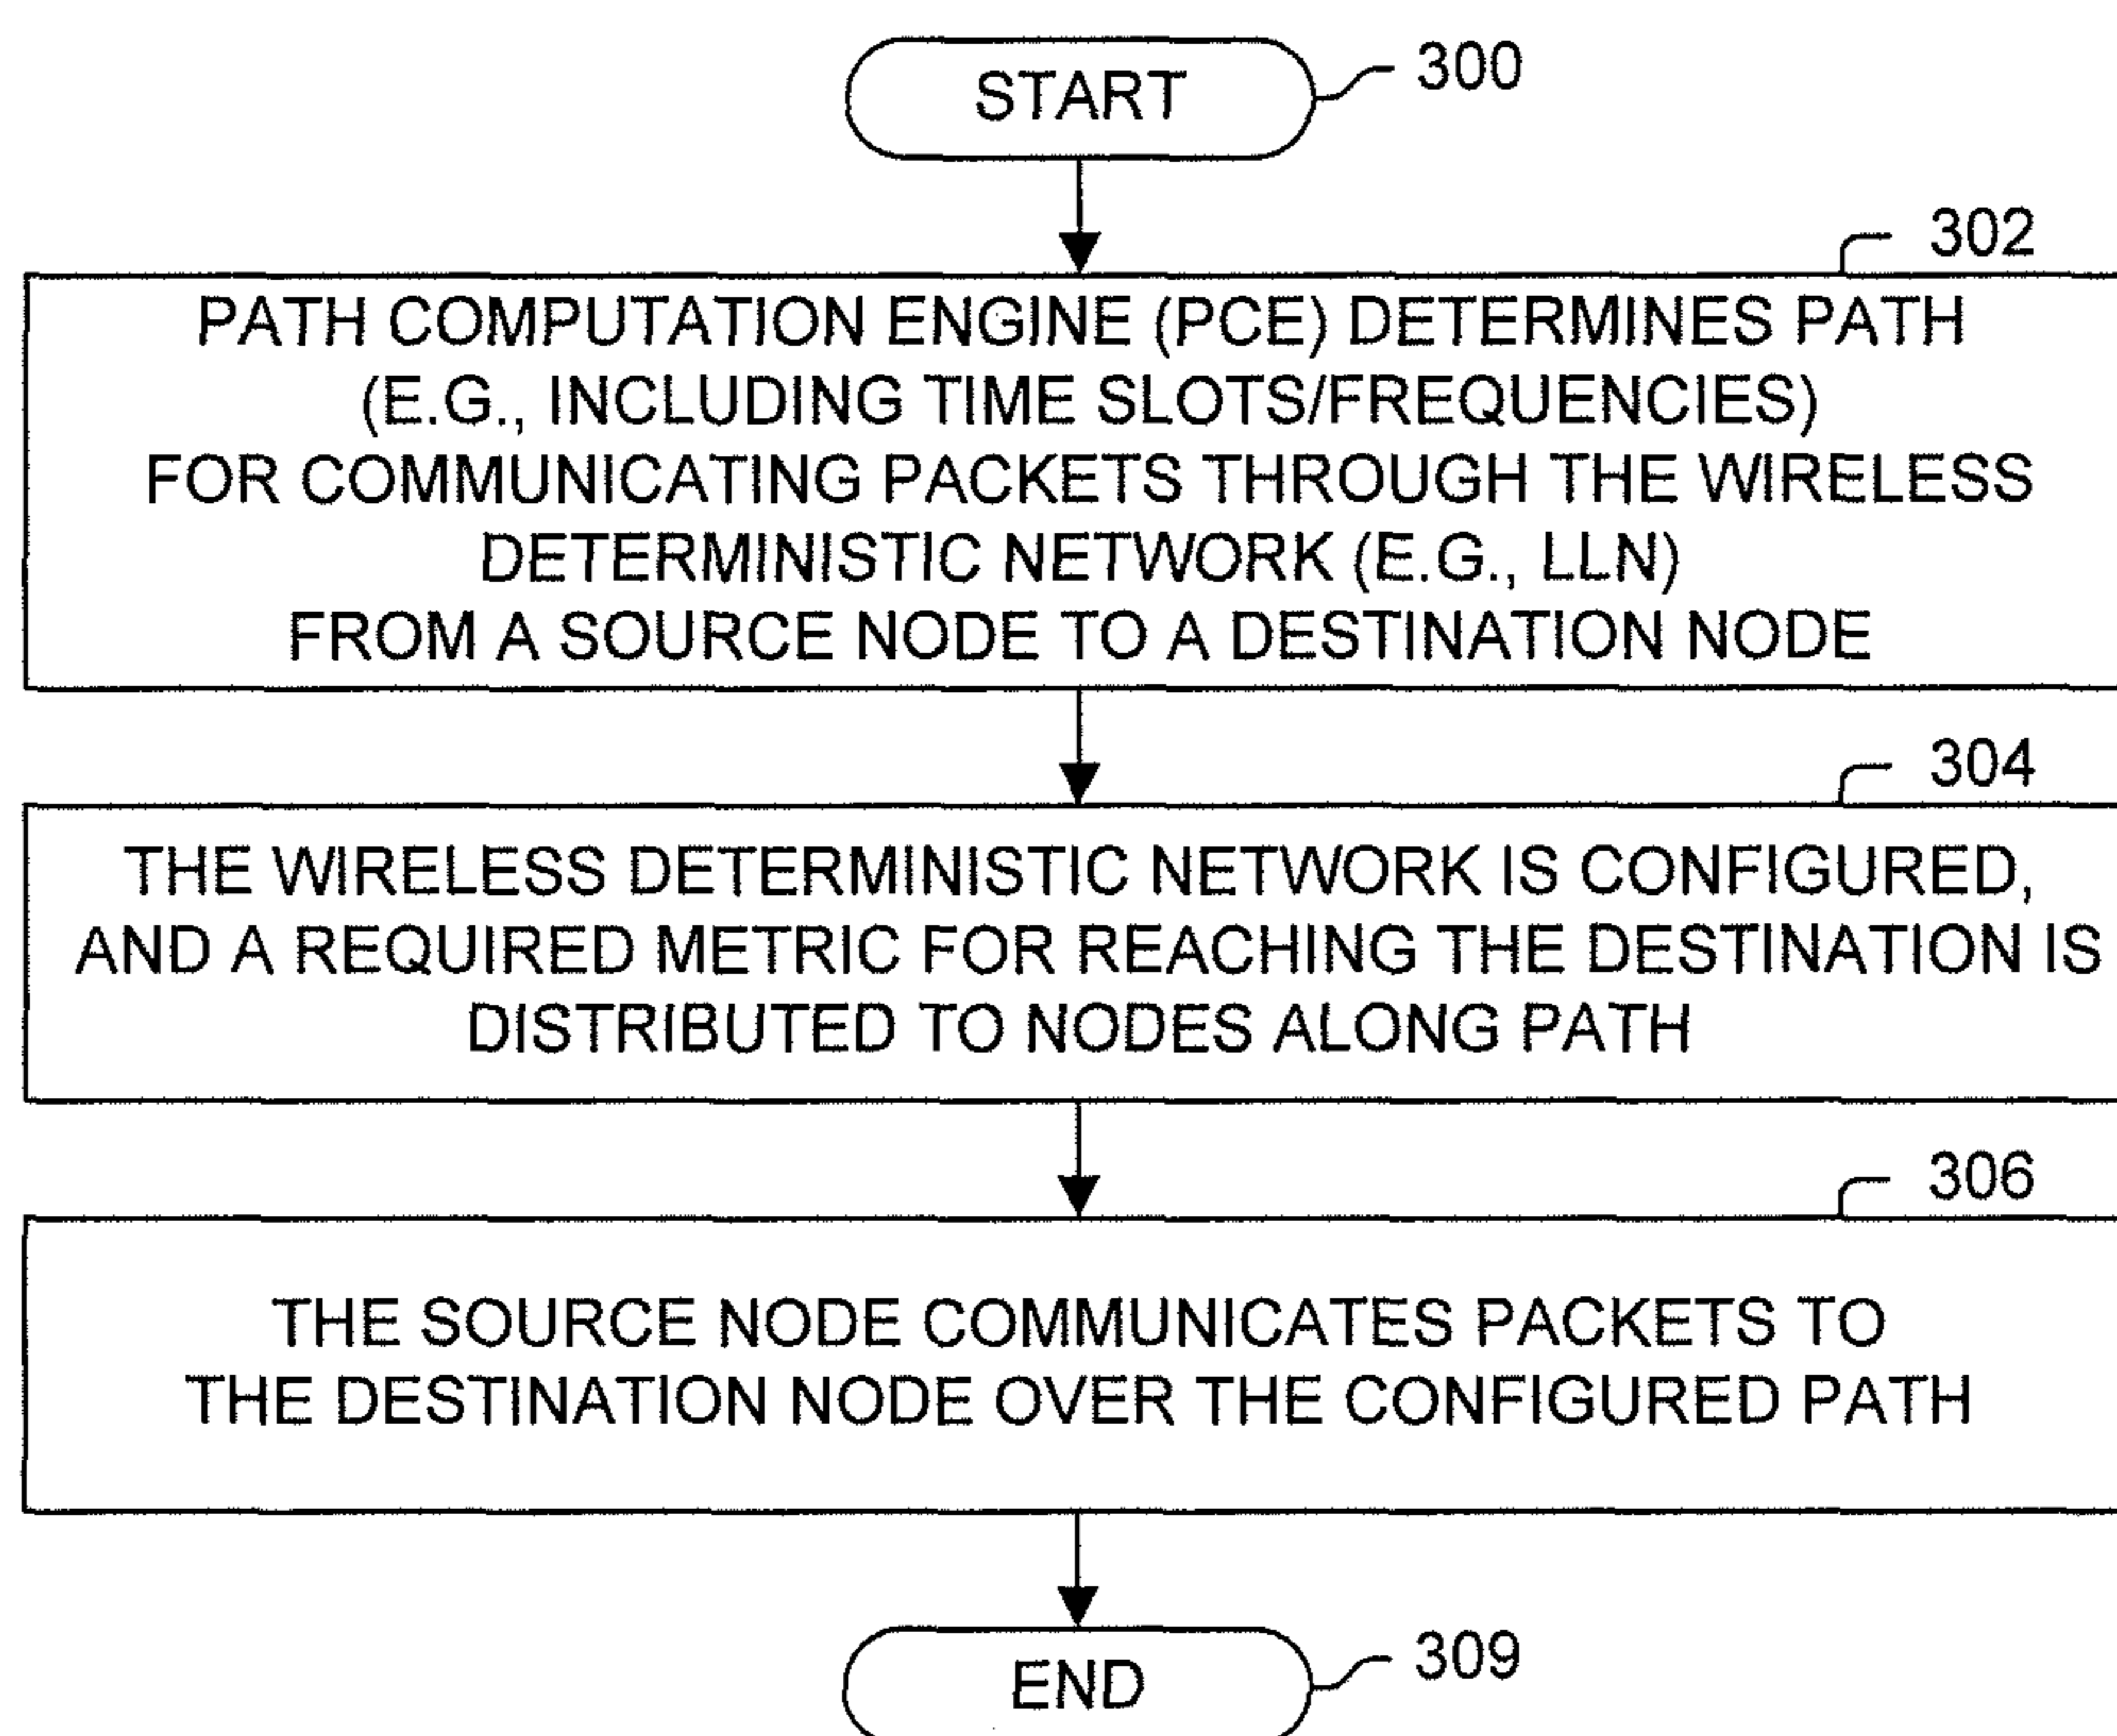 START
300
302
PATH COMPUTATION ENGINE (PCE) DETERMINES PATH
(E.G., INCLUDING TIME SLOTS/FREQUENCIES)
FOR COMMUNICATING PACKETS THROUGH THE WIRELESS
DETERMINISTIC NETWORK (E.G., LLN)
FROM A SOURCE NODE TO A DESTINATION NODE
304
THE WIRELESS DETERMINISTIC NETWORK IS CONFIGURED,
AND A REQUIRED METRIC FOR REACHING THE DESTINATION IS
DISTRIBUTED TO NODES ALONG PATH
306
THE SOURCE NODE COMMUNICATES PACKETS TO
THE DESTINATION NODE OVER THE CONFIGURED PATH
END
309